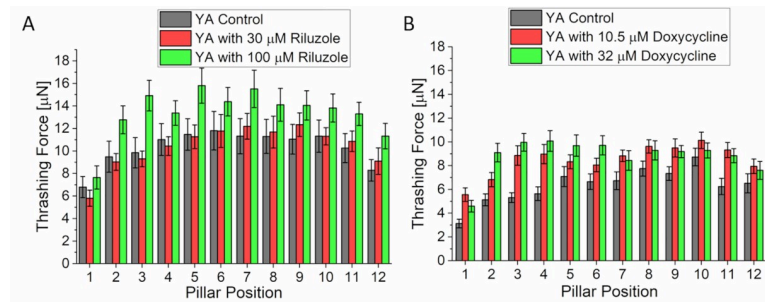 A
YA Control
YA with 30 μM Riluzole
YA with 100 μM Riluzole
Thrashing Force [μN]
18
16
14
12
10
8
6
4
2
0
1 2 3 4 5 6 7 8 9 10 11 12
Pillar Position
B
YA Control
YA with 10.5 μM Doxycycline
YA with 32 μM Doxycycline
Thrashing Force [μN]
18
16
14
12
10
8
6
4
2
0
1 2 3 4 5 6 7 8 9 10 11 12
Pillar Position